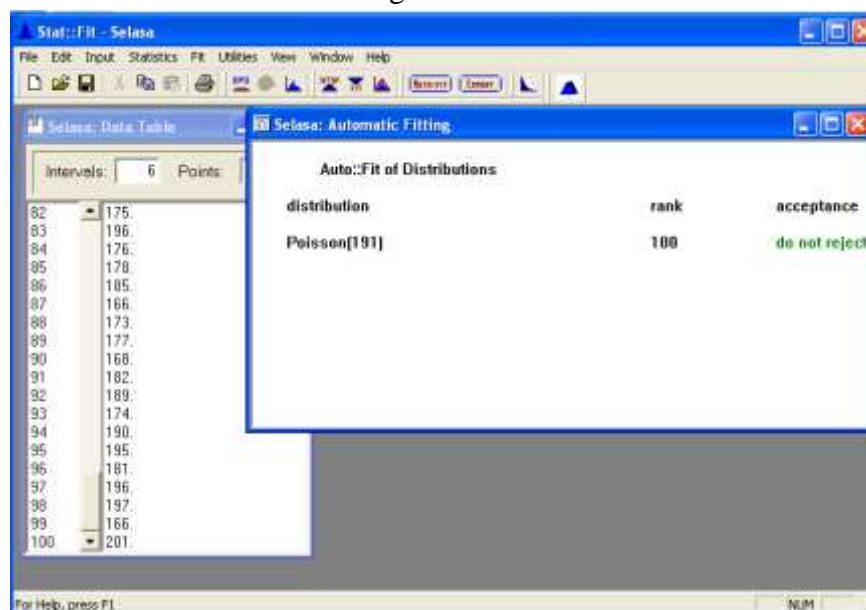 Stat::Fit - Selasa
File Edit Input Statistics Fit Utilities View Window Help
Selasa: Data Table
Intervals: 6 Points:
82 175.
83 196.
84 176.
85 178.
86 185.
87 166.
88 173.
89 177.
90 168.
91 182.
92 189.
93 174.
94 190.
95 195.
96 181.
97 196.
98 197.
99 166.
100 201.
Selasa: Automatic Fitting
Auto::Fit of Distributions
distribution rank acceptance
Poisson(191) 100 do not reject
For Help, press F1
NUM